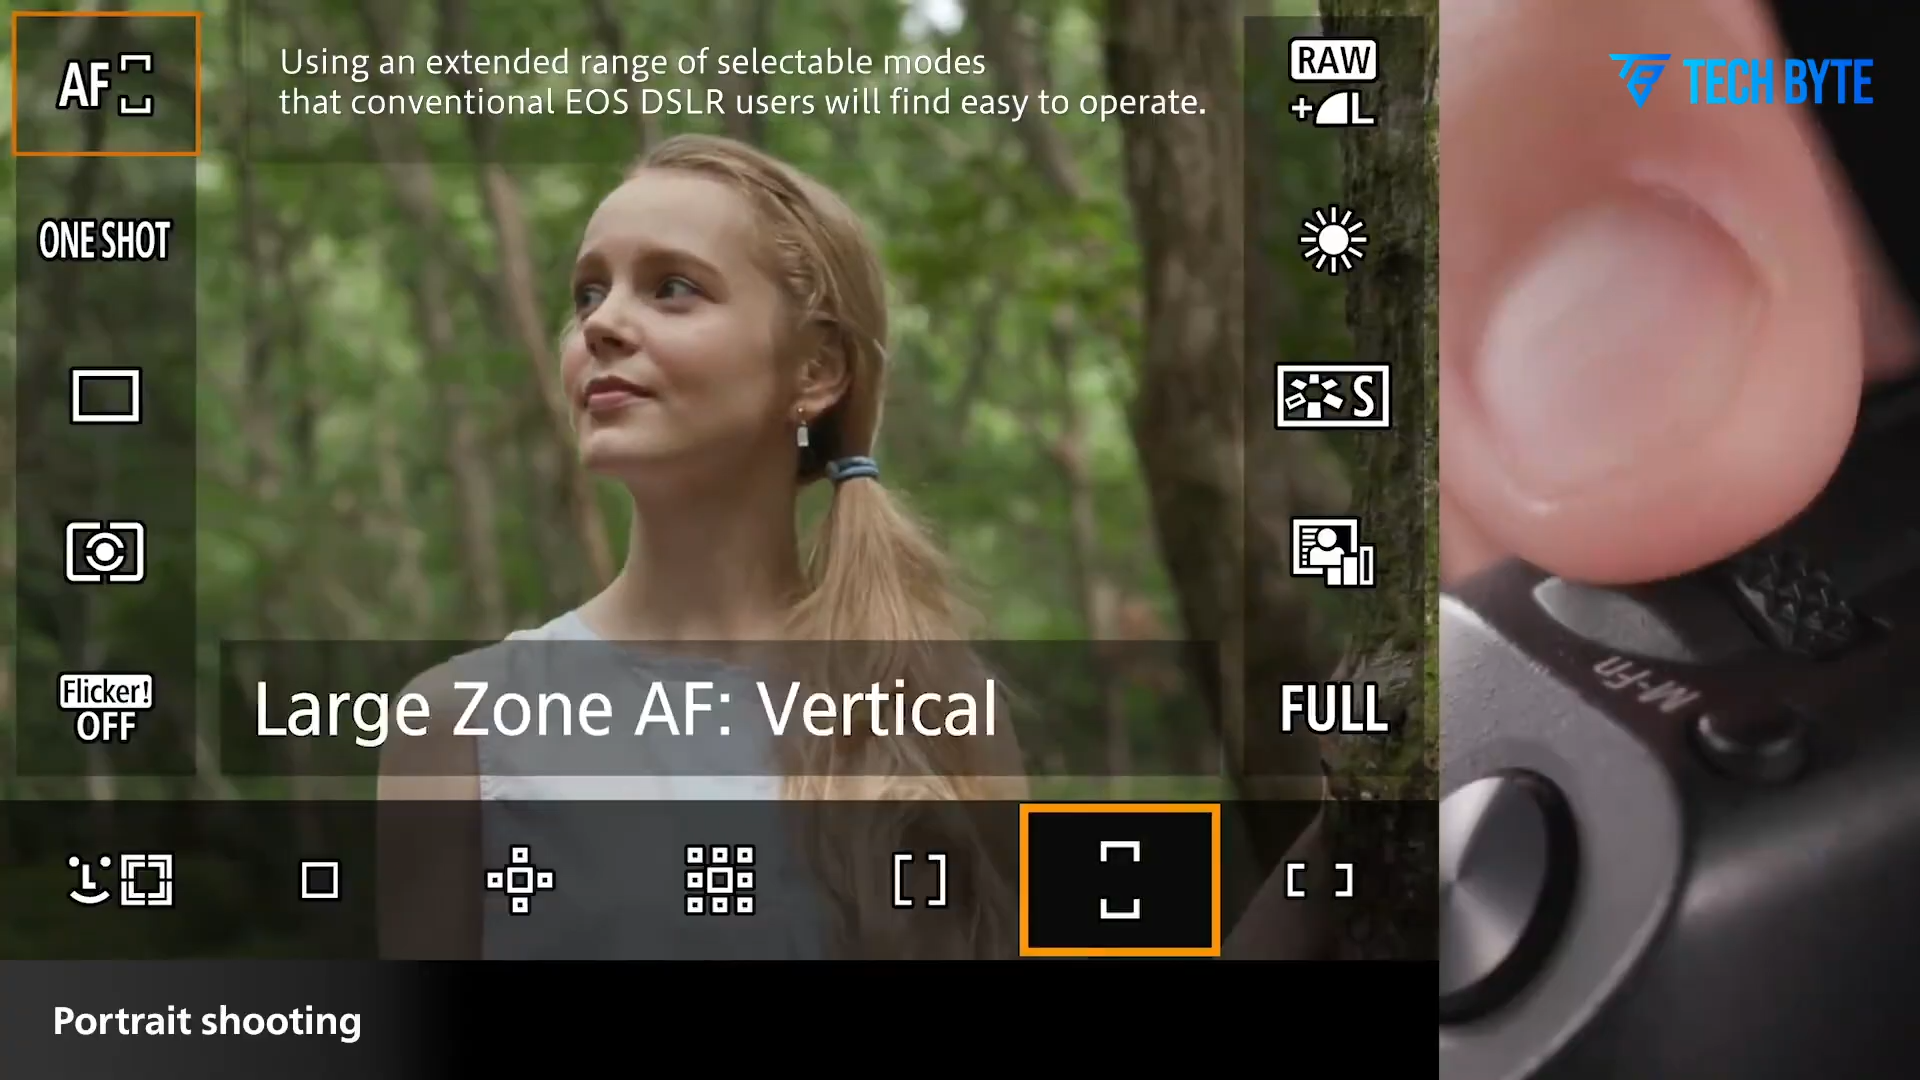 AF
Using an extended range of selectable modes
that conventional EOS DSLR users will find easy to operate.
RAW
+L
TECH BYTE
ONE SHOT
S
Flicker!
OFF
Large Zone AF: Vertical
FULL
M-Fn
Portrait shooting